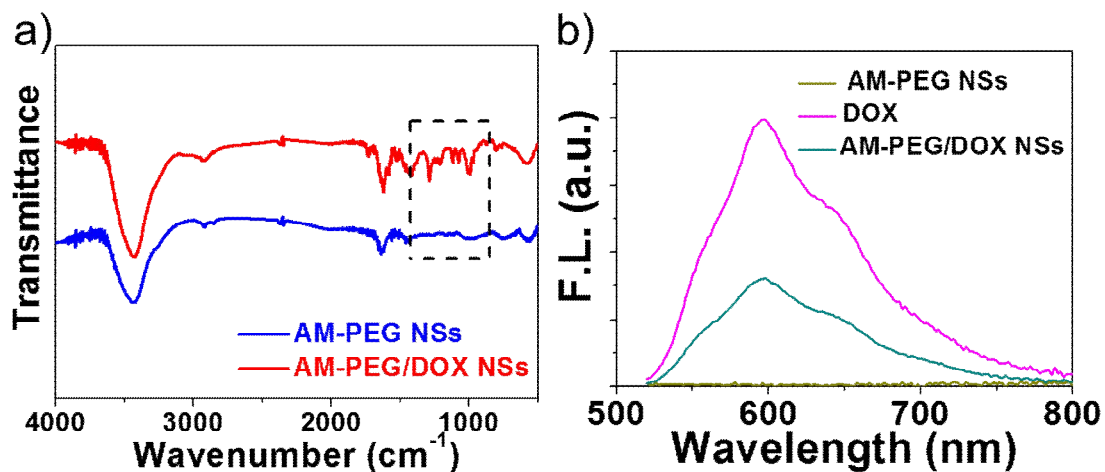 a)
Transmittance
AM-PEG NSs
AM-PEG/DOX NSs
4000 3000 2000 1000
Wavenumber (cm⁻¹)
b)
F.L. (a.u.)
AM-PEG NSs
DOX
AM-PEG/DOX NSs
500 600 700 800
Wavelength (nm)